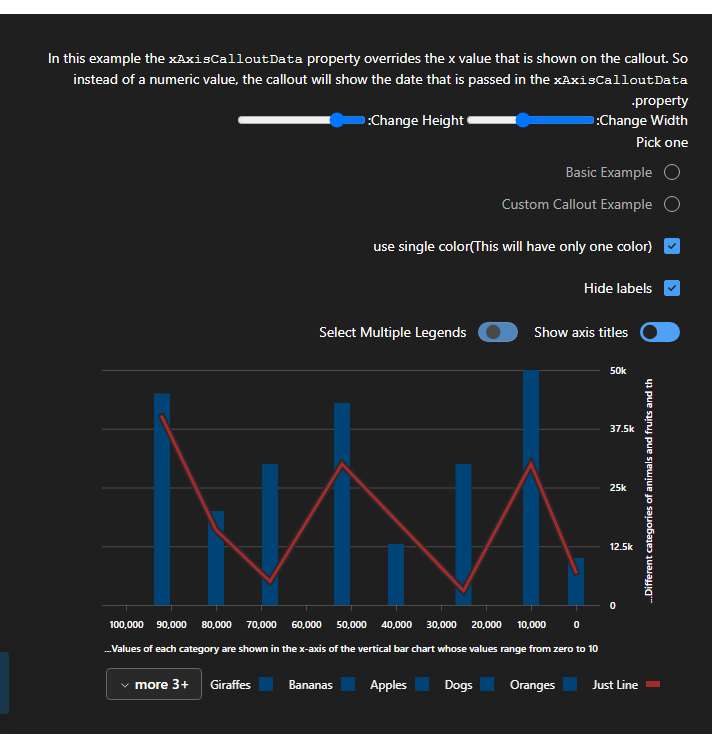 In this example the xAxisCalloutData property overrides the x value that is shown on the callout. So
instead of a numeric value, the callout will show the date that is passed in the xAxisCalloutData
.property
:Change Width
:Change Height
Pick one
Basic Example
Custom Callout Example
use single color(This will have only one color)
Hide labels
Select Multiple Legends
Show axis titles
50k
37.5k
25k
12.5k
0
...Different categories of animals and fruits and th
100,000 90,000 80,000 70,000 60,000 50,000 40,000 30,000 20,000 10,000 0
...Values of each category are shown in the x-axis of the vertical bar chart whose values range from zero to 10
more 3+ Giraffes Bananas Apples Dogs Oranges Just Line